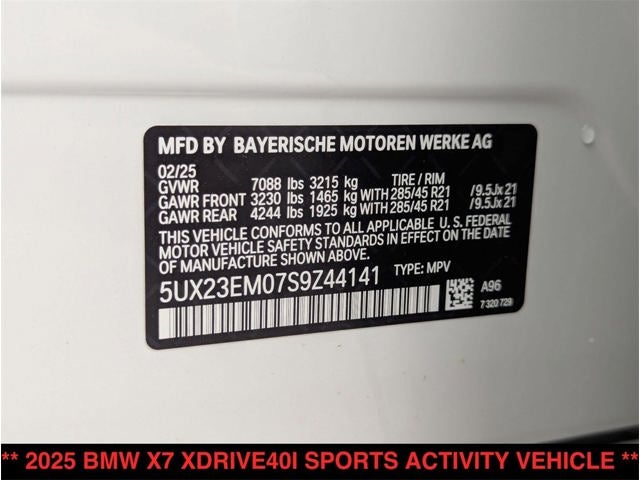 MFD BY BAYERISCHE MOTOREN WERKE AG
02/25
GVWR 7088 lbs 3215 kg TIRE / RIM
GAWR FRONT 3230 lbs 1465 kg WITH 285/45 R21 /9.5Jx21
GAWR REAR 4244 lbs 1925 kg WITH 285/45 R21 /9.5Jx21
THIS VEHICLE CONFORMS TO ALL APPLICABLE U.S. FEDERAL
MOTOR VEHICLE SAFETY STANDARDS IN EFFECT ON THE DATE
OF MANUFACTURE SHOWN ABOVE.
5UX23EM07S9Z44141 TYPE: MPV
A96
7 320 729
** 2025 BMW X7 XDRIVE40I SPORTS ACTIVITY VEHICLE **